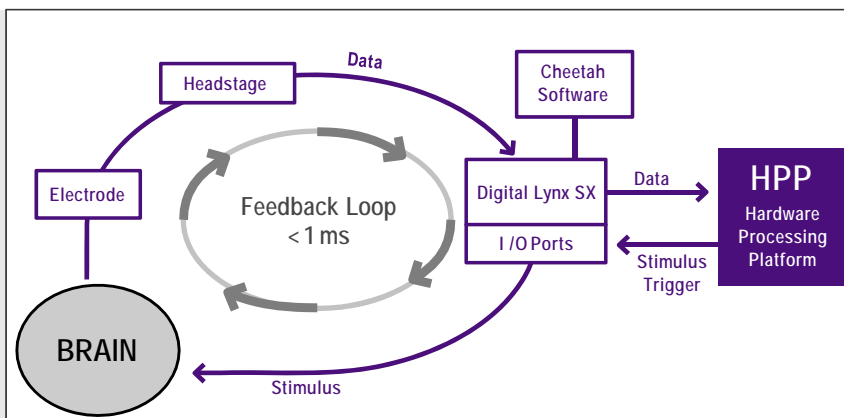 Data
Headstage
Cheetah
Software
Electrode
Feedback Loop
< 1 ms
Digital Lynx SX
I /O Ports
Data
HPP
Hardware
Processing
Platform
Stimulus
Trigger
BRAIN
Stimulus